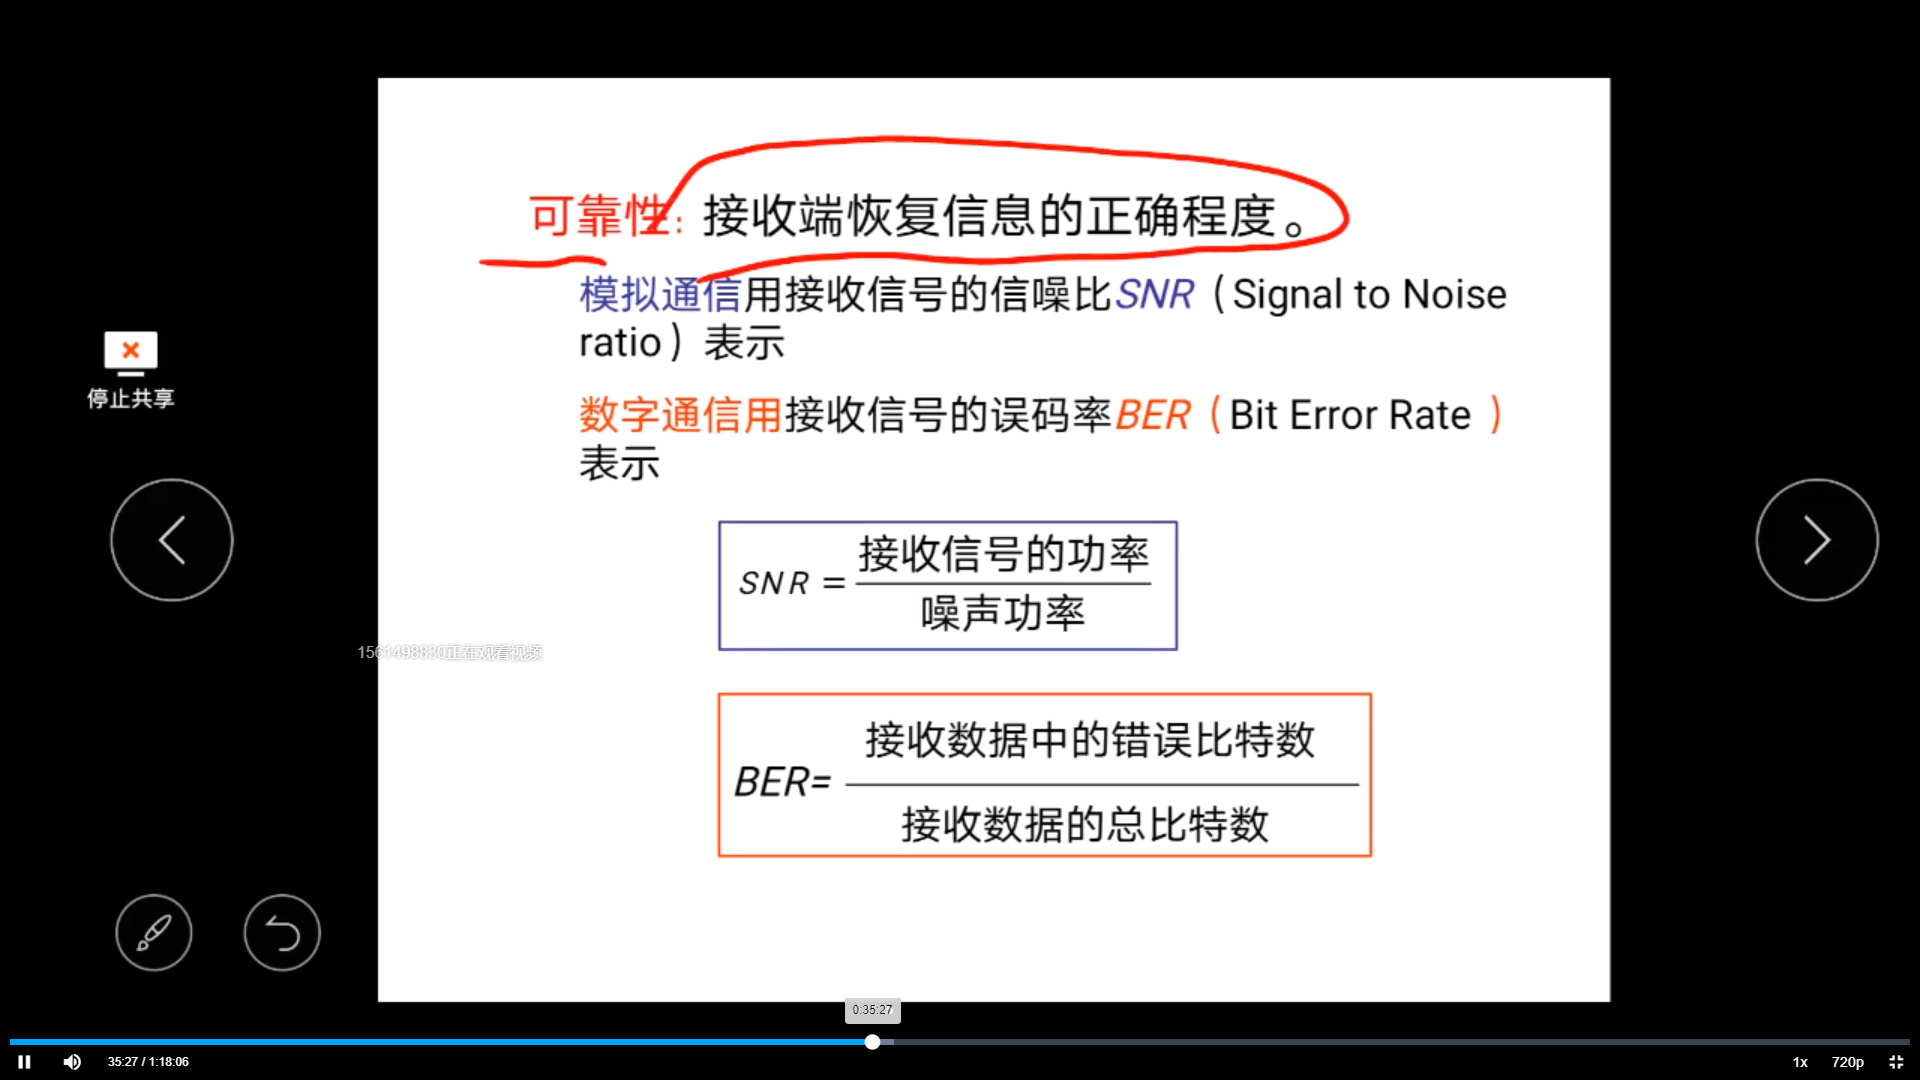 可靠性：接收端恢复信息的正确程度。
模拟通信用接收信号的信噪比SNR（Signal to Noise
ratio）表示
数字通信用接收信号的误码率BER（Bit Error Rate ）
表示
停止共享
SNR = 接收信号的功率
噪声功率
1561498830正在观看视频
BER= 接收数据中的错误比特数
接收数据的总比特数
0:35:27
35:27 / 1:18:06
1x
720p